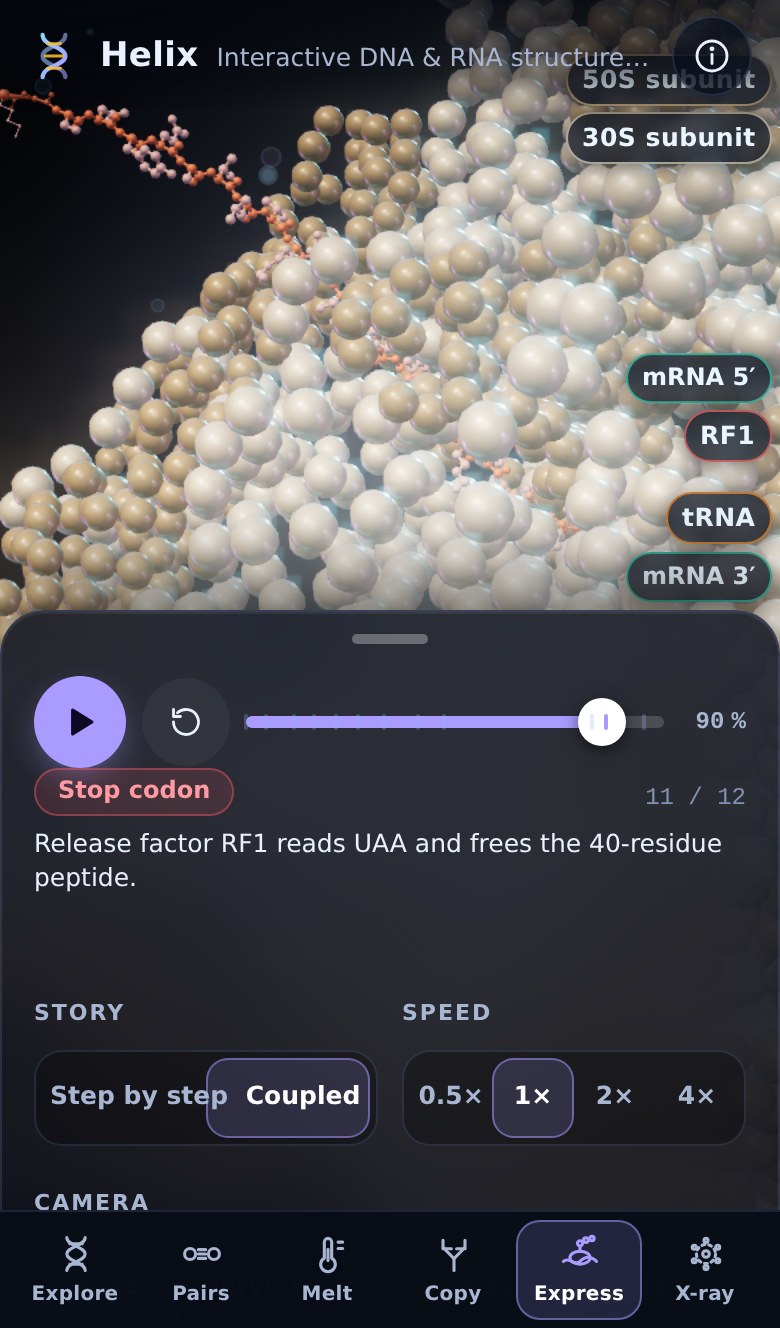 Helix Interactive DNA & RNA structure…
50S subunit
30S subunit
mRNA 5′
RF1
tRNA
mRNA 3′
90 %
Stop codon
11 / 12
Release factor RF1 reads UAA and frees the 40-residue
peptide.
STORY
SPEED
Step by step Coupled
0.5× 1× 2× 4×
CAMERA
Explore Pairs Melt Copy Express X-ray